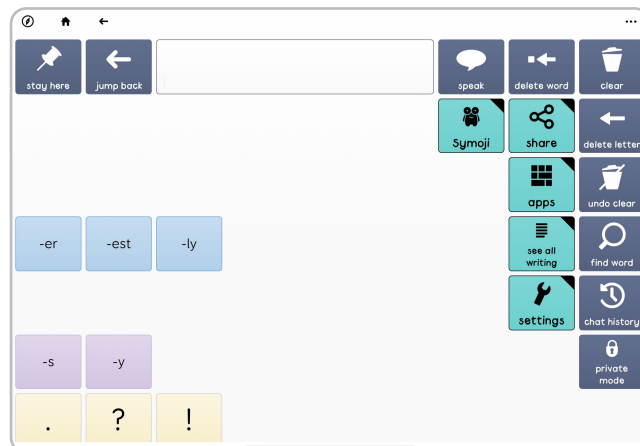 stay here jump back speak delete word clear
Symoji share delete letter
apps undo clear
-er -est -ly see all
writing find word
settings chat history
-s -y private
mode
. ? !